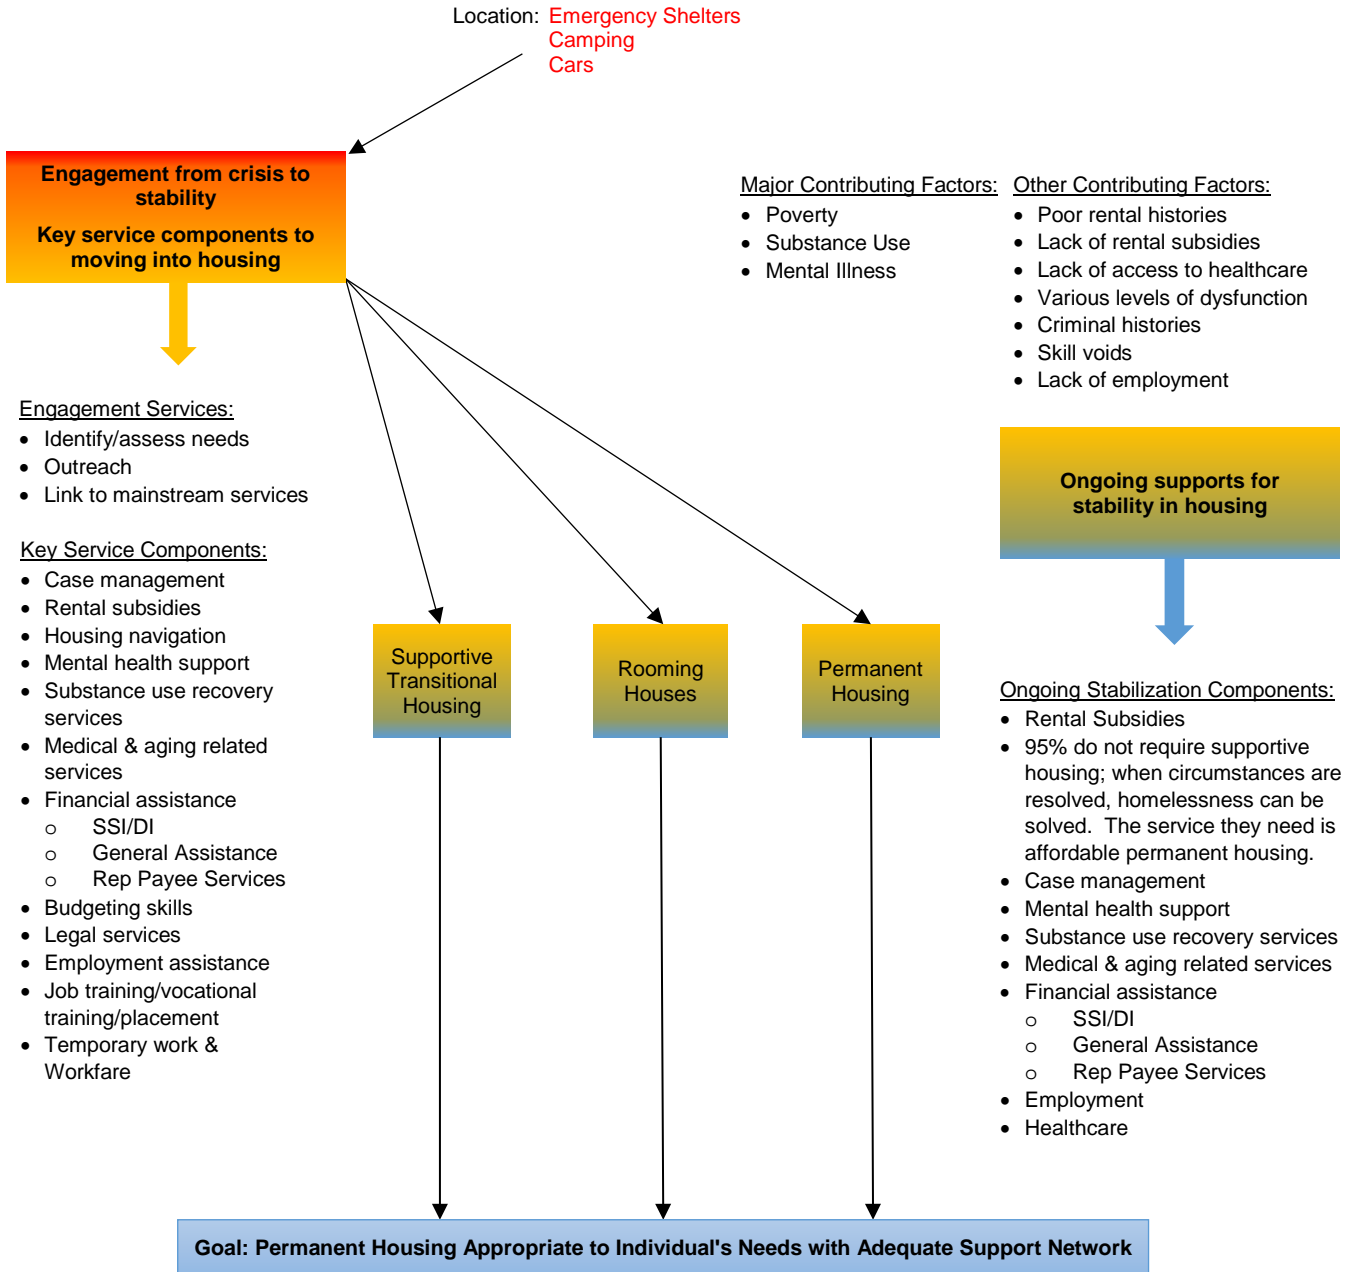 Location: Emergency Shelters
Camping
Cars
Engagement from crisis to
stability
Key service components to
moving into housing
Major Contributing Factors:
• Poverty
• Substance Use
• Mental Illness
Other Contributing Factors:
• Poor rental histories
• Lack of rental subsidies
• Lack of access to healthcare
• Various levels of dysfunction
• Criminal histories
• Skill voids
• Lack of employment
Engagement Services:
• Identify/assess needs
• Outreach
• Link to mainstream services
Key Service Components:
• Case management
• Rental subsidies
• Housing navigation
• Mental health support
• Substance use recovery
services
• Medical & aging related
services
• Financial assistance
o SSI/DI
o General Assistance
o Rep Payee Services
• Budgeting skills
• Legal services
• Employment assistance
• Job training/vocational
training/placement
• Temporary work &
Workfare
Supportive
Transitional
Housing
Rooming
Houses
Permanent
Housing
Ongoing supports for
stability in housing
Ongoing Stabilization Components:
• Rental Subsidies
• 95% do not require supportive
housing; when circumstances are
resolved, homelessness can be
solved.  The service they need is
affordable permanent housing.
• Case management
• Mental health support
• Substance use recovery services
• Medical & aging related services
• Financial assistance
o SSI/DI
o General Assistance
o Rep Payee Services
• Employment
• Healthcare
Goal: Permanent Housing Appropriate to Individual's Needs with Adequate Support Network